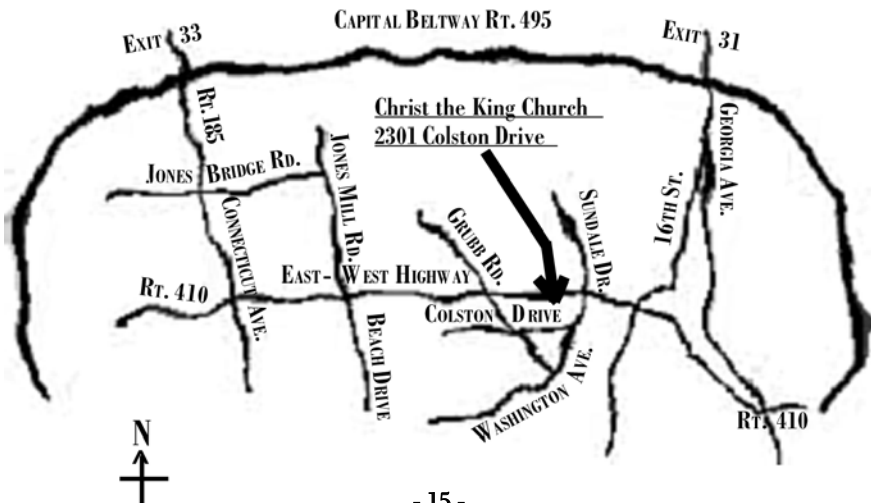 CAPITAL BELTWAY RT. 495
EXIT 33
EXIT 31
RT. 185
Christ the King Church
2301 Colston Drive
JONES BRIDGE RD.
JONES MILL RD.
GEORGIA AVE.
16TH ST.
SUNDALE DR.
GRUBB RD.
CONNECTICUT AVE.
EAST-WEST HIGHWAY
RT. 410
COLSTON DRIVE
BEACH DRIVE
WASHINGTON AVE.
RT. 410
N
- 15 -